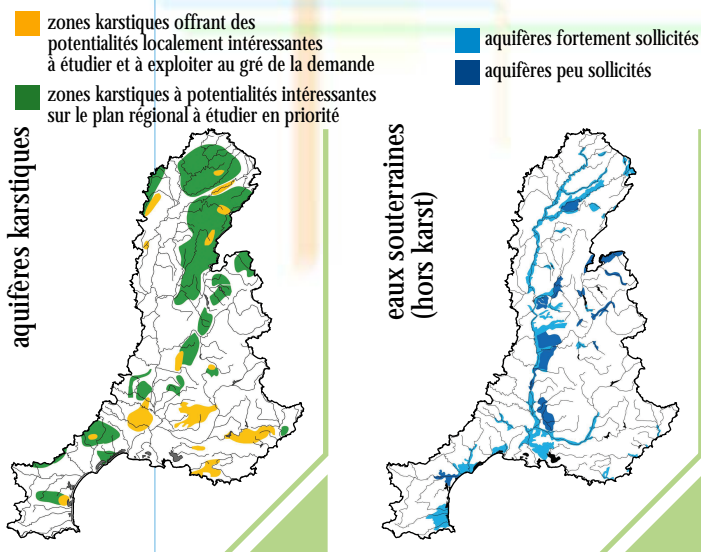 zones karstiques offrant des
potentialités localement intéressantes
à étudier et à exploiter au gré de la demande
zones karstiques à potentialités intéressantes
sur le plan régional à étudier en priorité
aquifères karstiques
aquifères fortement sollicités
aquifères peu sollicités
eaux souterraines
(hors karst)